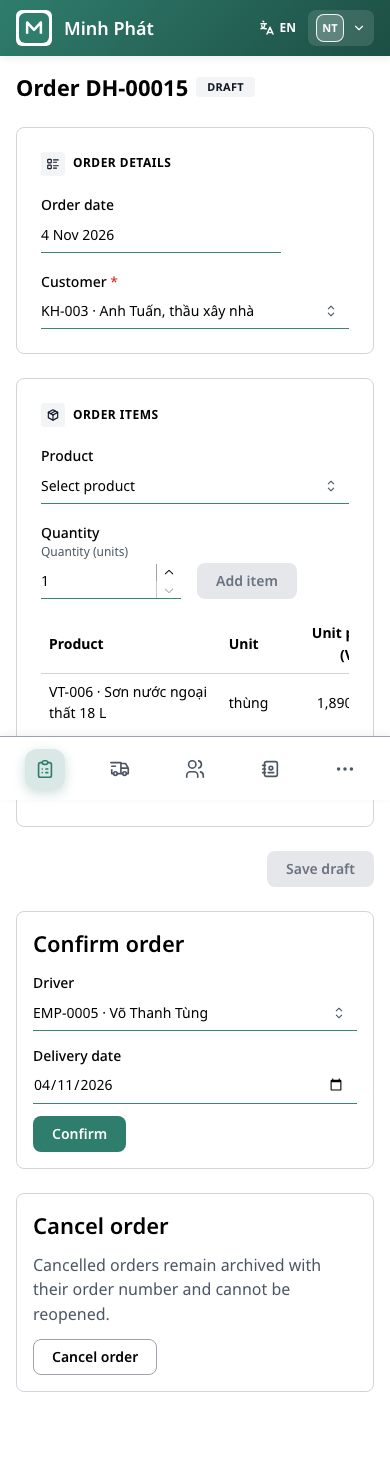 Minh Phát
EN
NT
Order DH-00015
DRAFT
ORDER DETAILS
Order date
4 Nov 2026
Customer *
KH-003 · Anh Tuấn, thầu xây nhà
ORDER ITEMS
Product
Select product
Quantity
Quantity (units)
1
Add item
Product
Unit
Unit
VT-006 · Sơn nước ngoại
thất 18 L
thùng
Save draft
Confirm order
Driver
EMP-0005 · Võ Thanh Tùng
Delivery date
04/11/2026
Confirm
Cancel order
Cancelled orders remain archived with
their order number and cannot be
reopened.
Cancel order